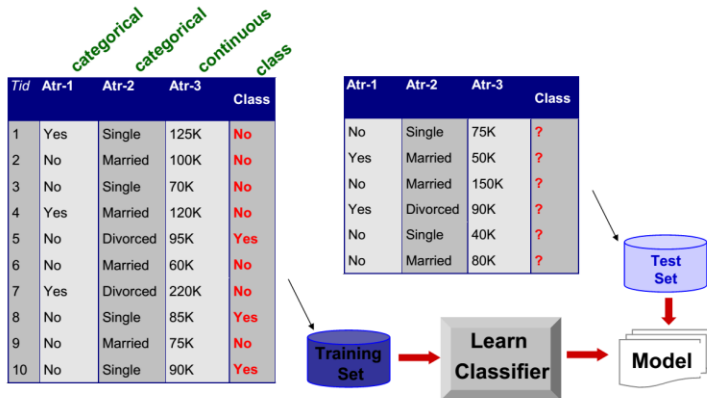 categorical categorical continuous class
Tid Atr-1 Atr-2 Atr-3 Class
1 Yes Single 125K No
2 No Married 100K No
3 No Single 70K No
4 Yes Married 120K No
5 No Divorced 95K Yes
6 No Married 60K No
7 Yes Divorced 220K No
8 No Single 85K Yes
9 No Married 75K No
10 No Single 90K Yes
Atr-1 Atr-2 Atr-3 Class
No Single 75K ?
Yes Married 50K ?
No Married 150K ?
Yes Divorced 90K ?
No Single 40K ?
No Married 80K ?
Test
Set
Training
Set
Learn
Classifier
Model